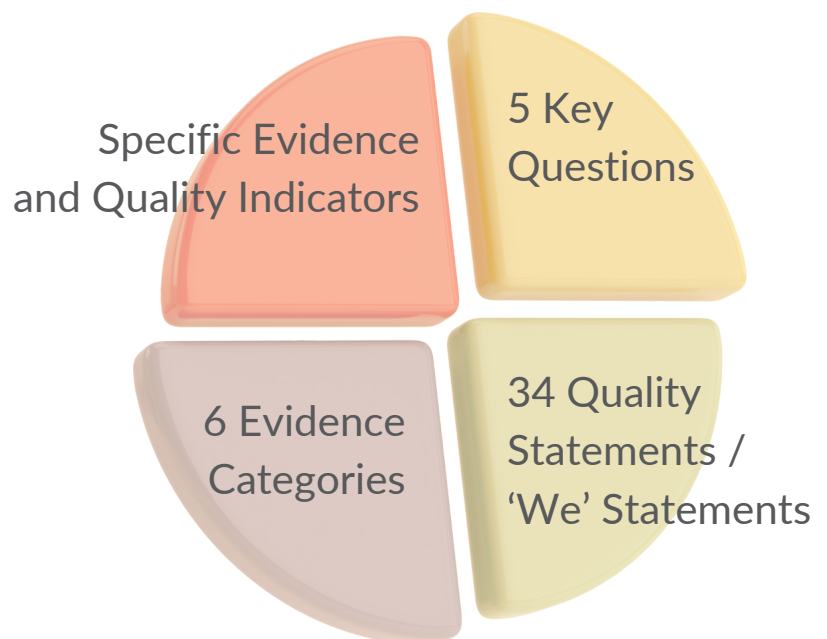 Specific Evidence
and Quality Indicators
5 Key
Questions
6 Evidence
Categories
34 Quality
Statements /
‘We’ Statements